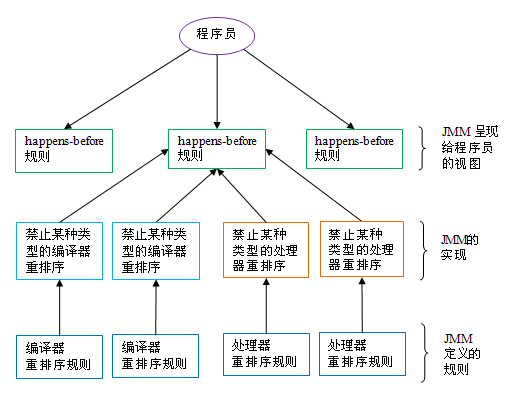 程序员
happens-before
规则
happens-before
规则
happens-before
规则
JMM 呈现
给程序员
的视图
禁止某种类
型的编译器
重排序
禁止某种类
型的编译器
重排序
禁止某种
类型的处理
器重排序
禁止某种
类型的处理
器重排序
JMM的
实现
编译器
重排序规则
编译器
重排序规则
处理器
重排序规则
处理器
重排序规则
JMM
定义的
规则